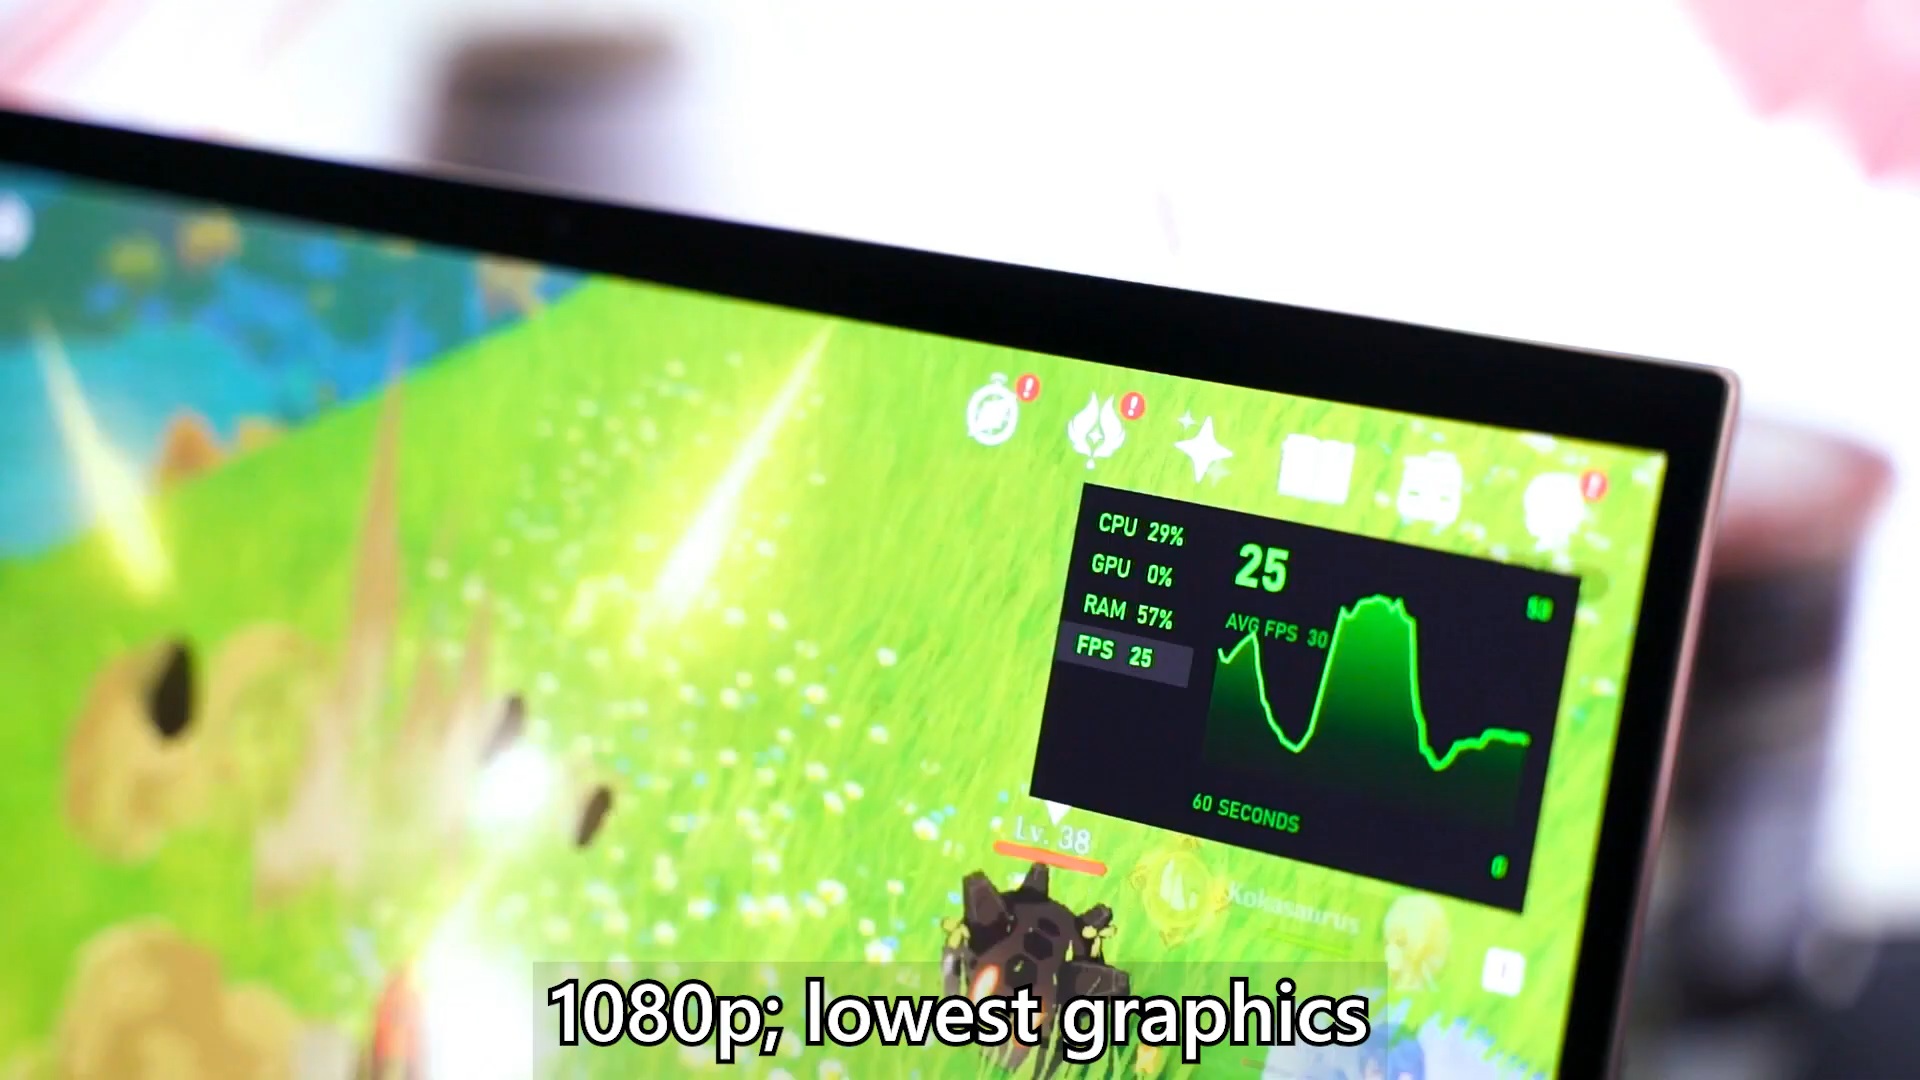 CPU 29%
GPU 0%
RAM 57%
FPS 25
25
60
AVG FPS 30
60 SECONDS
0
Lv. 38
Kokasaurus
1080p; lowest graphics